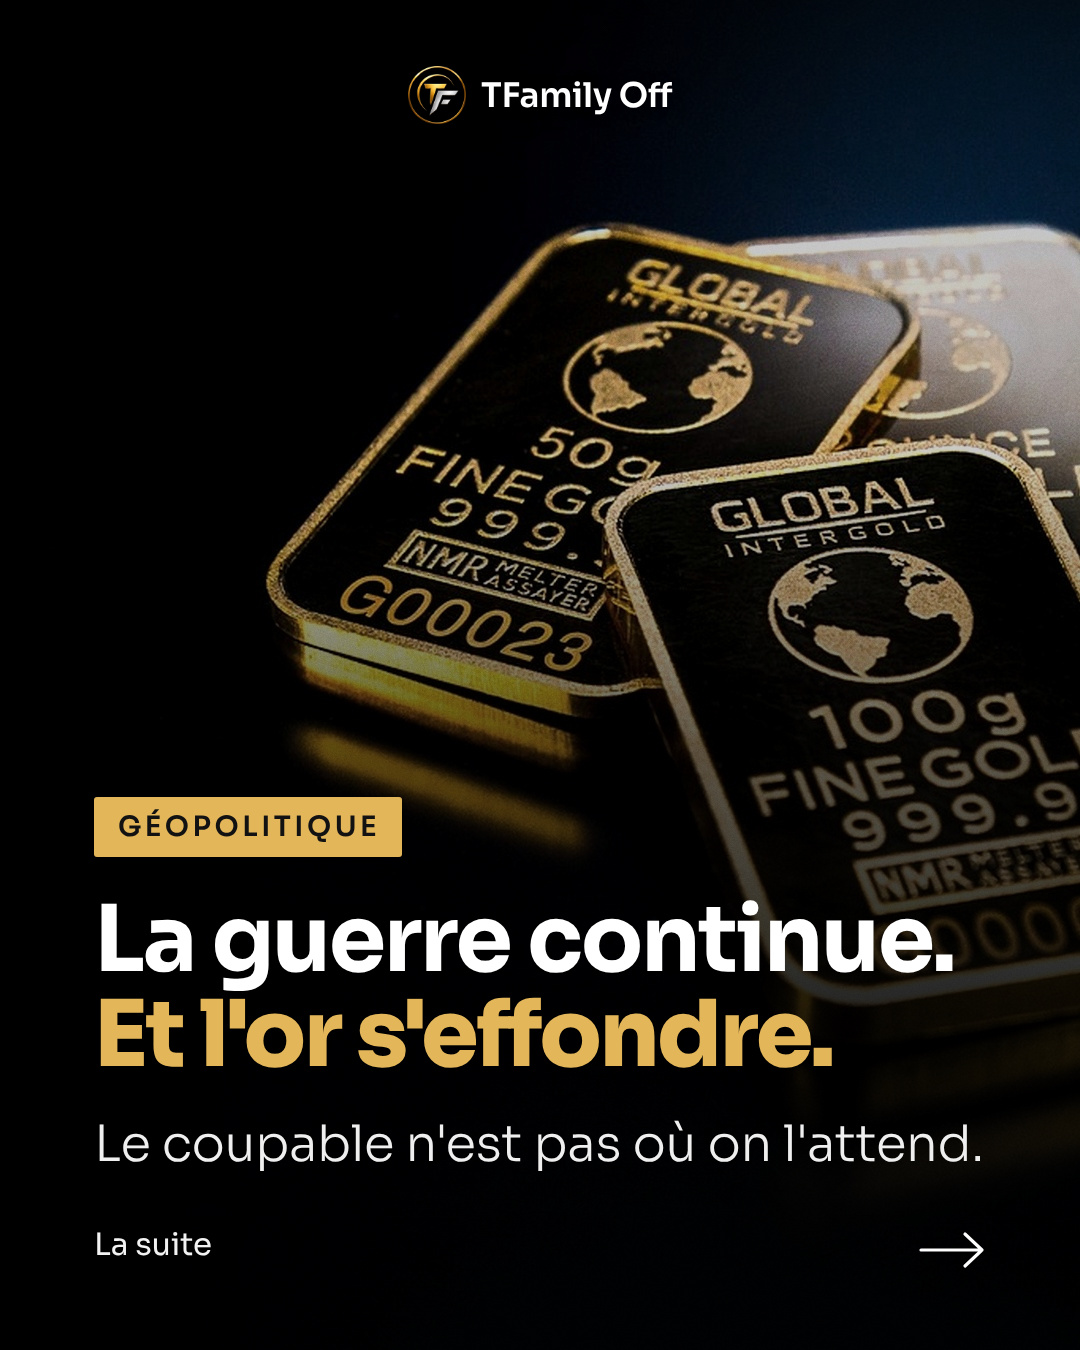 TFamily Off
GLOBAL
INTERGOLD
50g
FINE
999.
NMR MELTER ASSAYER
G00023
GLOBAL
INTERGOLD
100g
FINE GOL
999.9
NMR
GÉOPOLITIQUE
La guerre continue.
Et l'or s'effondre.
Le coupable n'est pas où on l'attend.
La suite